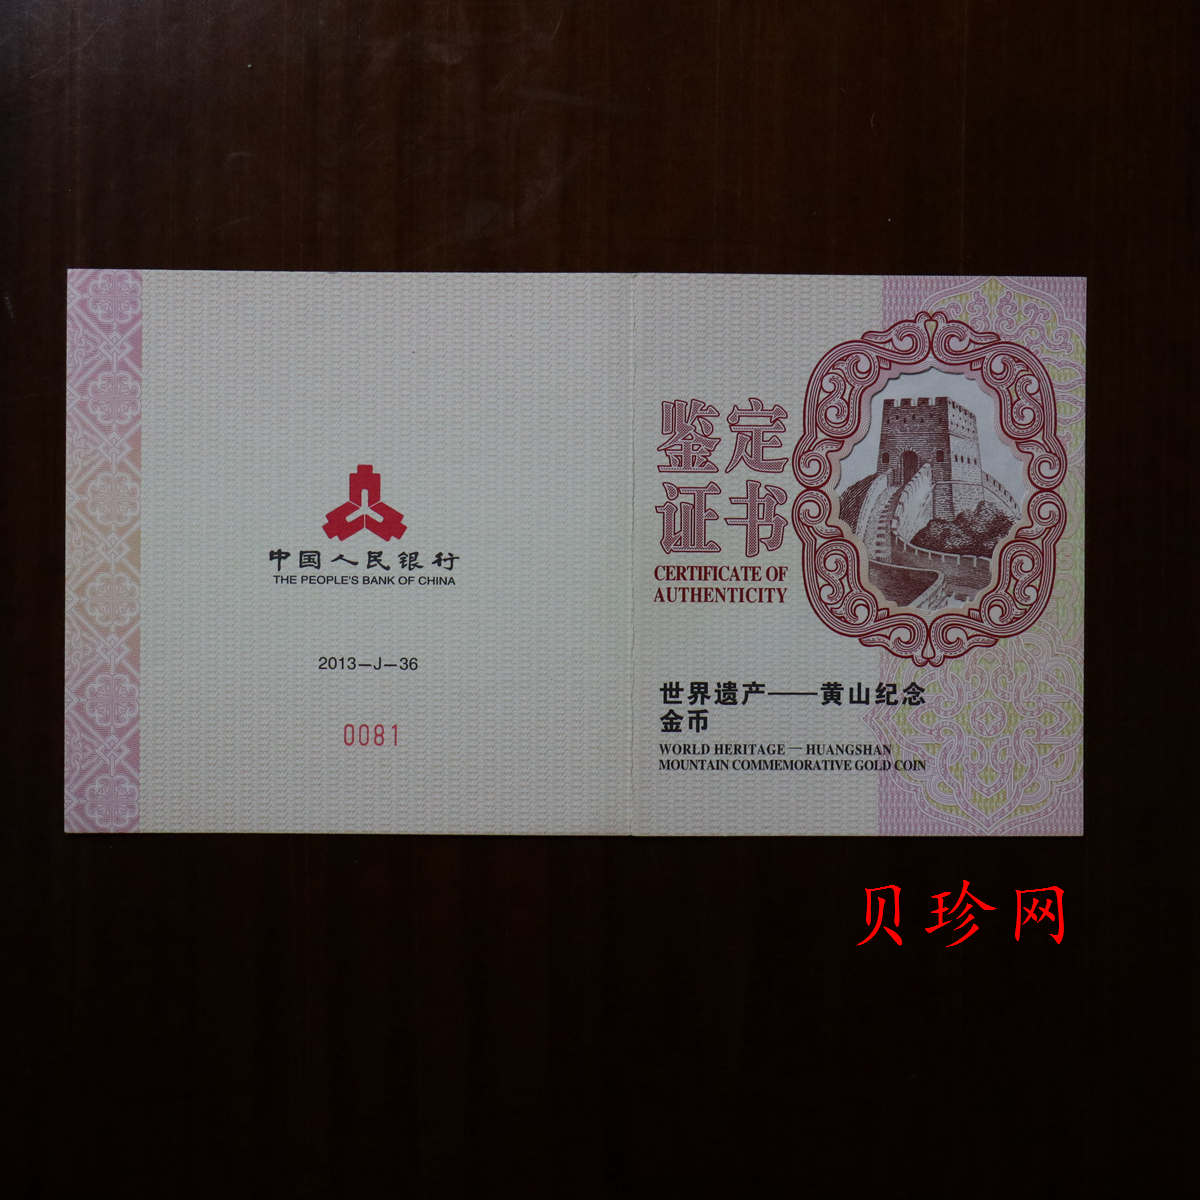 中国人民银行
THE PEOPLE'S BANK OF CHINA
2013—J—36
0081
鉴定
证书
CERTIFICATE OF
AUTHENTICITY
世界遗产——黄山纪念
金币
WORLD HERITAGE — HUANGSHAN
MOUNTAIN COMMEMORATIVE GOLD COIN
贝珍网